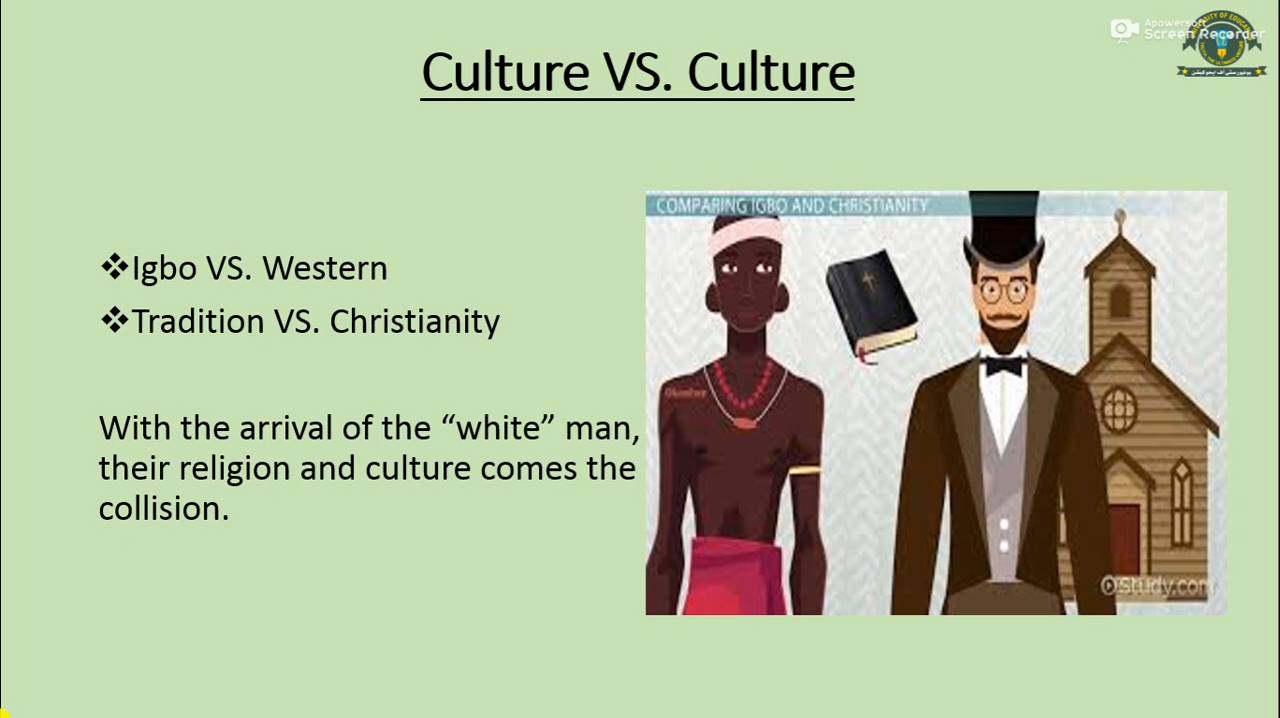 Apowersoft
Screen Recorder
Culture VS. Culture
❖Igbo VS. Western
❖Tradition VS. Christianity
With the arrival of the “white” man,
their religion and culture comes the
collision.
COMPARING IGBO AND CHRISTIANITY
Study.com